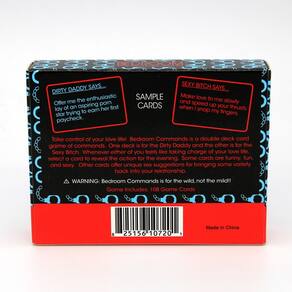 DIRTY DADDY SAYS...
Offer me the enthusiastic
lay of an aspiring porn
star trying to earn her first
paycheck.
SAMPLE
CARDS
SEXY BITCH SAYS...
Make love to me slowly
and speed up your thrusts
when I snap my fingers.
Take control of your love life! Bedroom Commands is a double deck card
game of commands. One deck is for the Dirty Daddy and the other is for the
Sexy Bitch. Whenever either of you feels like taking charge of your love life,
select a card to reveal the action for the evening. Some cards are funny, fun,
and sexy. Other cards offer unique sex suggestions for bringing some variety
back into your relationship.
⚠ WARNING: Bedroom Commands is for the wild, not the mild!!
Game Includes 108 Game Cards
25156 10720
Made in China